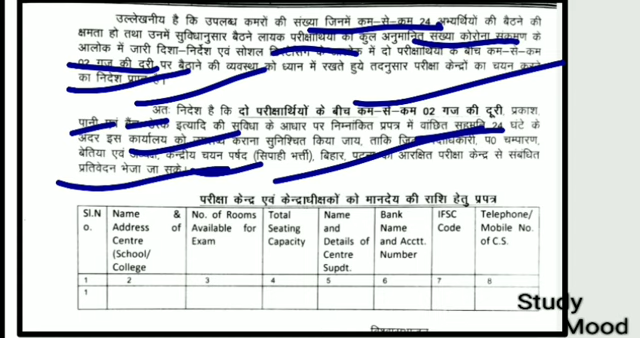 उल्लेखनीय है कि उपलब्ध कमरों की संख्या जिनमें कम–से–कम 24 अभ्यर्थियों की बैठने की
क्षमता हो तथा उनमें सुविधानुसार बैठने लायक परीक्षार्थियों का कुल अनुमानित संख्या कोरोना संक्रमण के
आलोक में जारी दिशा–निर्देश एवं सोशल के आलोक में दो परीक्षार्थियों के बीच कम–से–कम
02 गज की दूरी पर बैठाने की व्यवस्था को ध्यान में रखते हुये तदनुसार परीक्षा केन्द्रों का चयन करने
का निदेश प्राप्त है।
अतः निदेश है कि दो परीक्षार्थियों के बीच कम–से–कम 02 गज की दूरी, प्रकाश,
पानी एवं इत्यादि की सुविधा के आधार पर निम्नांकित प्रपत्र में वांछित सहमति 24 घंटे के
अंदर इस कार्यालय को उपलब्ध कराना सुनिश्चित किया जाय, ताकि प0 चम्पारण,
बेतिया एवं केन्द्रीय चयन पर्षद (सिपाही भर्ती), बिहार, पटना को आरक्षित परीक्षा केन्द्र से संबंधित
प्रतिवेदन भेजा जा सके।
परीक्षा केन्द्र एवं केन्द्राधीक्षकों को मानदेय की राशि हेतु प्रपत्र
Sl.N Name & No. of Rooms Total Name Bank IFSC Telephone/
o. Address of Available for Seating and Name Code Mobile No.
Centre Exam Capacity Details of and Acctt. of C.S.
(School/ Centre Number
College Supdt.
1 2 3 4 5 6 7 8
1
Study
Mood